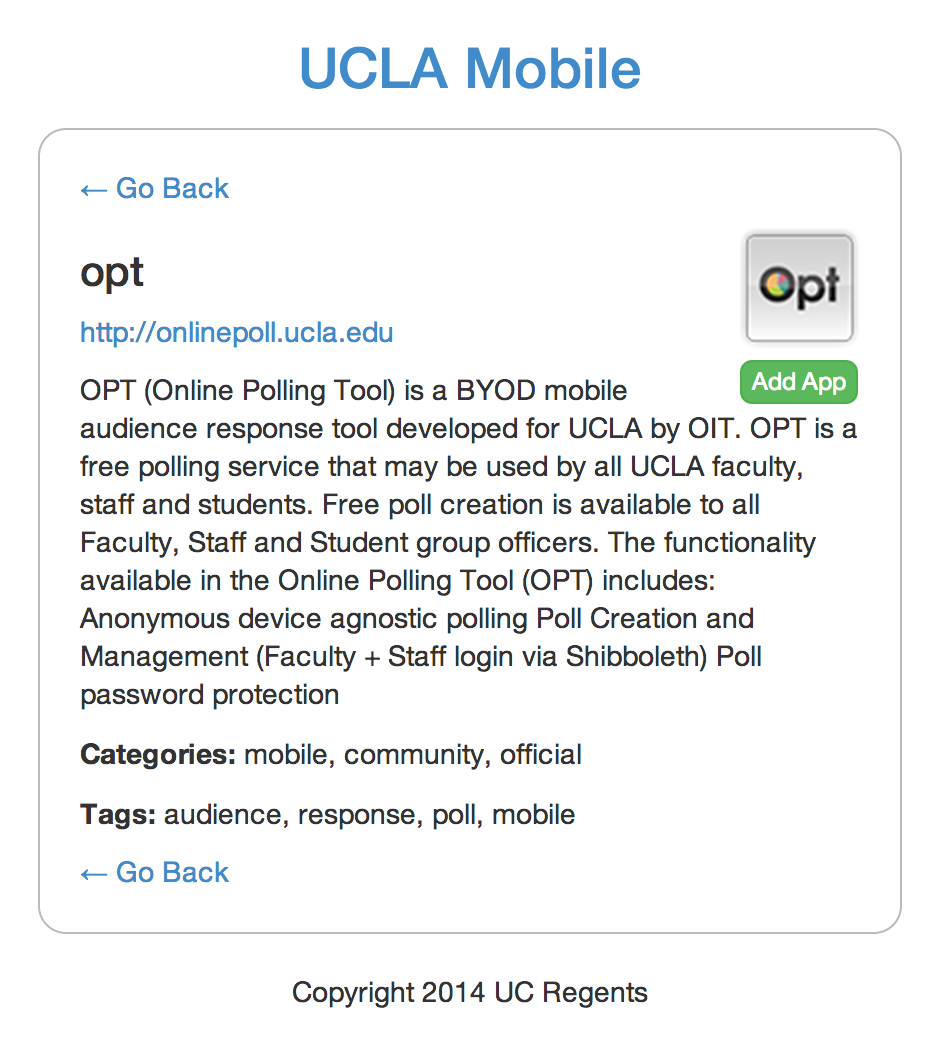 UCLA Mobile
← Go Back
opt
Opt
http://onlinepoll.ucla.edu
Add App
OPT (Online Polling Tool) is a BYOD mobile
audience response tool developed for UCLA by OIT. OPT is a
free polling service that may be used by all UCLA faculty,
staff and students. Free poll creation is available to all
Faculty, Staff and Student group officers. The functionality
available in the Online Polling Tool (OPT) includes:
Anonymous device agnostic polling Poll Creation and
Management (Faculty + Staff login via Shibboleth) Poll
password protection
Categories: mobile, community, official
Tags: audience, response, poll, mobile
← Go Back
Copyright 2014 UC Regents